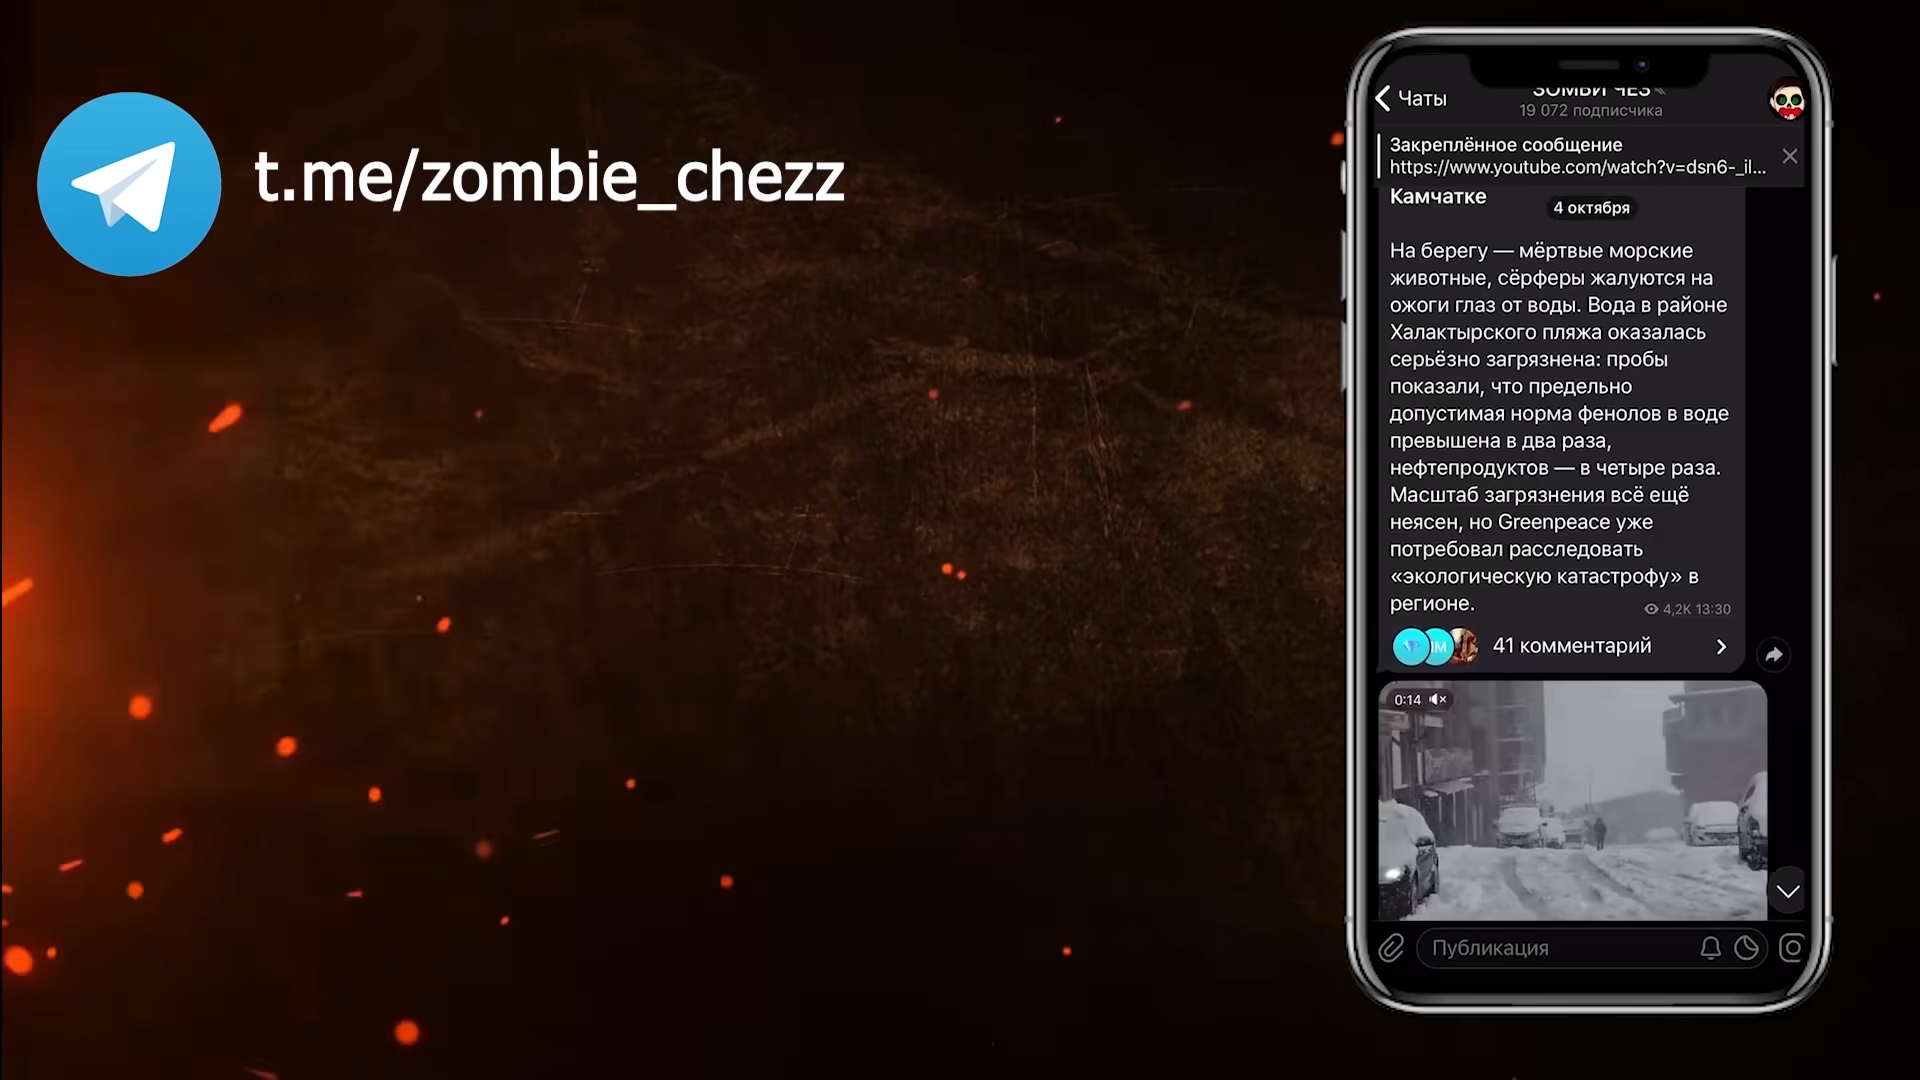 t.me/zombie_chezz
Чаты
ЗОМБИ ЧЕЗ
19 072 подписчика
Закреплённое сообщение
https://www.youtube.com/watch?v=dsn6-_il...
Камчатке
4 октября
На берегу — мёртвые морские
животные, сёрферы жалуются на
ожоги глаз от воды. Вода в районе
Халактырского пляжа оказалась
серьёзно загрязнена: пробы
показали, что предельно
допустимая норма фенолов в воде
превышена в два раза,
нефтепродуктов — в четыре раза.
Масштаб загрязнения всё ещё
неясен, но Greenpeace уже
потребовал расследовать
«экологическую катастрофу» в
регионе.
4,2K 13:30
IM
41 комментарий
0:14
Публикация